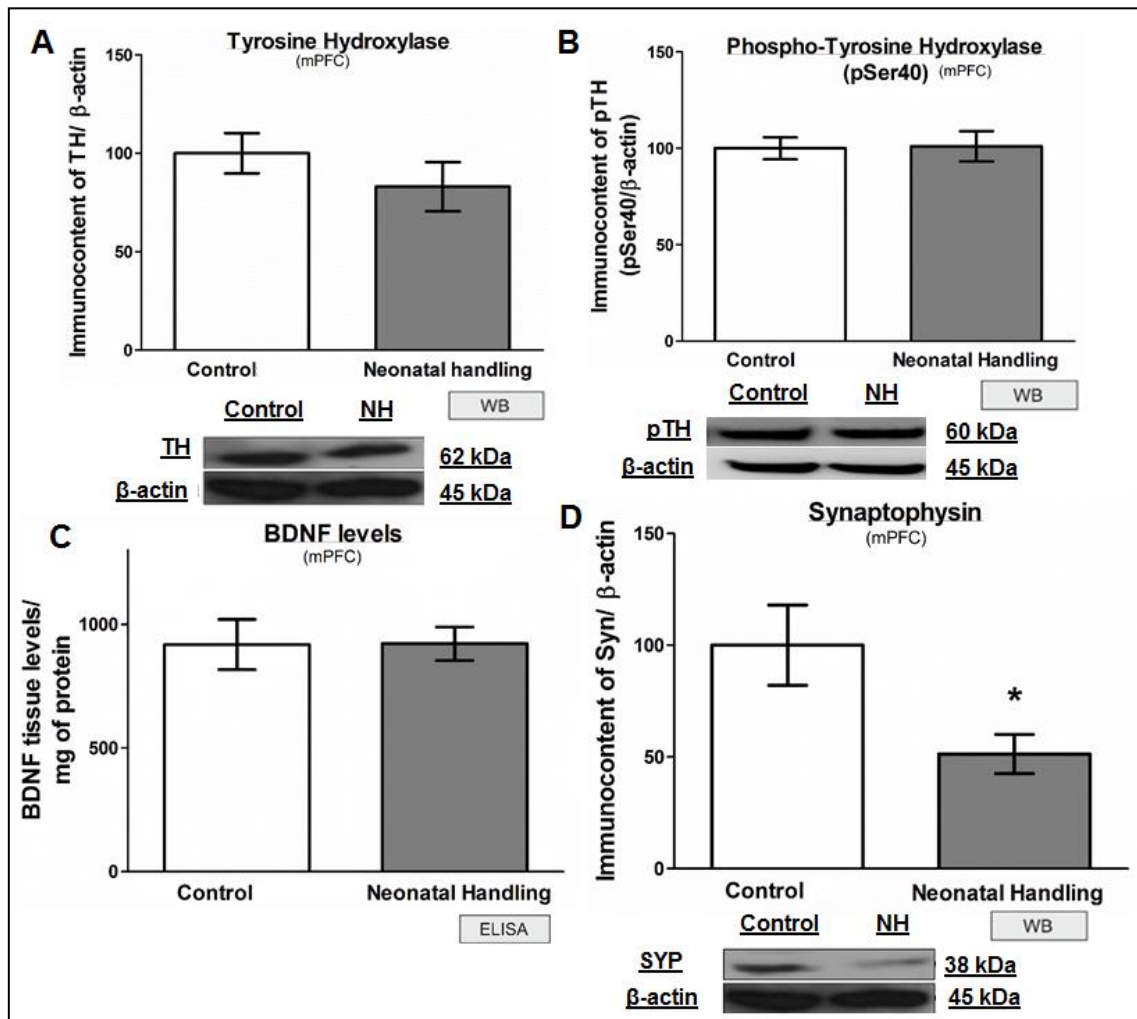 A
Tyrosine Hydroxylase
(mPFC)
Immunocontent of TH/ β-actin
150
100
50
0
Control
Neonatal handling
WB
Control
NH
TH
62 kDa
β-actin
45 kDa
B
Phospho-Tyrosine Hydroxylase
(pSer40) (mPFC)
Immunocontent of pTH
(pSer40/β-actin)
150
100
50
0
Control
Neonatal Handling
WB
Control
NH
pTH
60 kDa
β-actin
45 kDa
C
BDNF levels
(mPFC)
BDNF tissue levels/
mg of protein
1000
500
0
Control
Neonatal Handling
ELISA
D
Synaptophysin
(mPFC)
Immunocontent of Syn/ β-actin
150
100
50
0
*
Control
Neonatal Handling
WB
Control
NH
SYP
38 kDa
β-actin
45 kDa